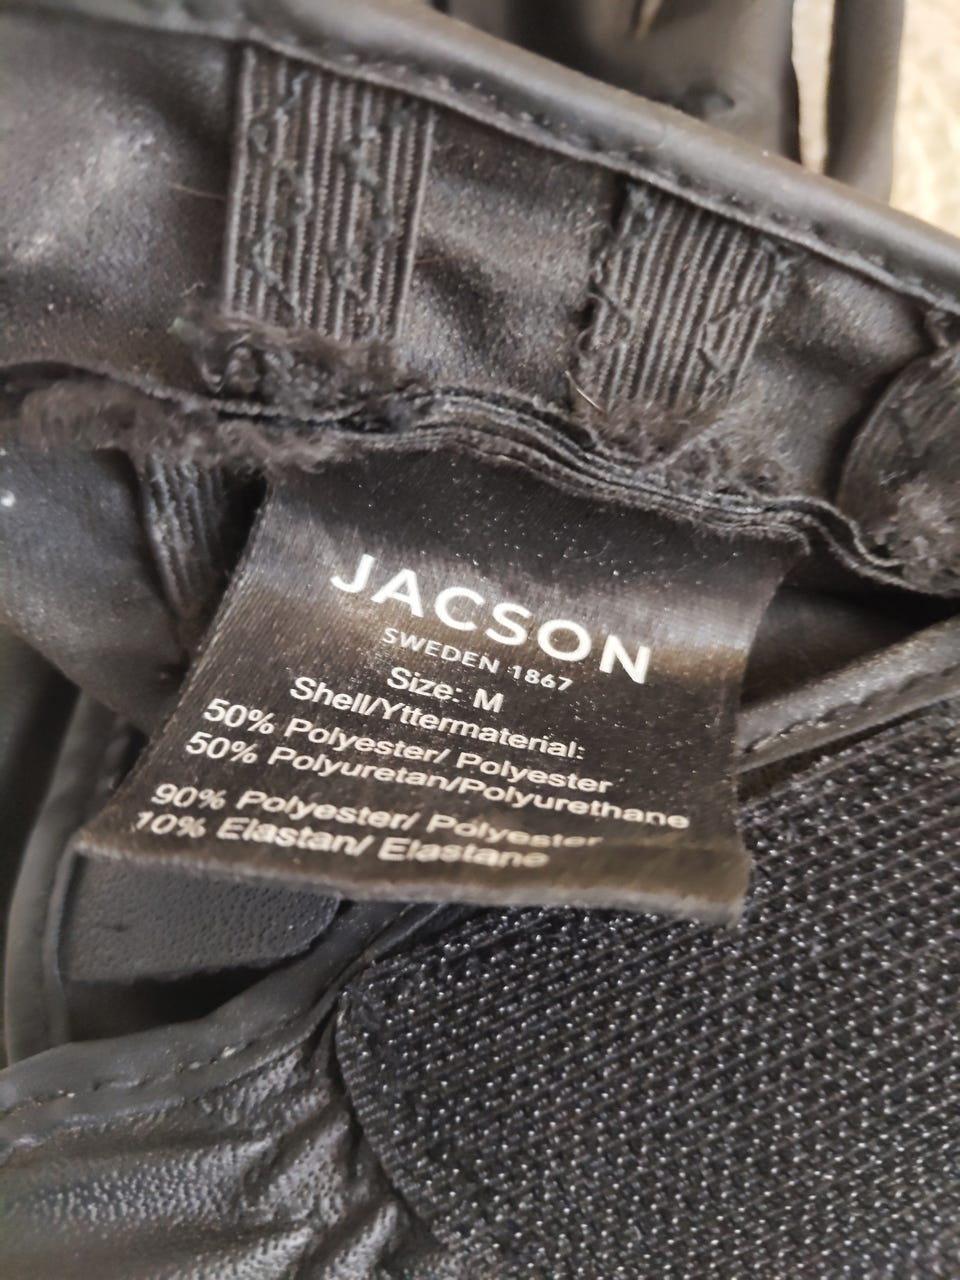 JACSON
SWEDEN 1867
Size: M
Shell/Yttermaterial:
50% Polyester/ Polyester
50% Polyuretan/Polyurethane
90% Polyester/ Polyester
10% Elastan/ Elastane